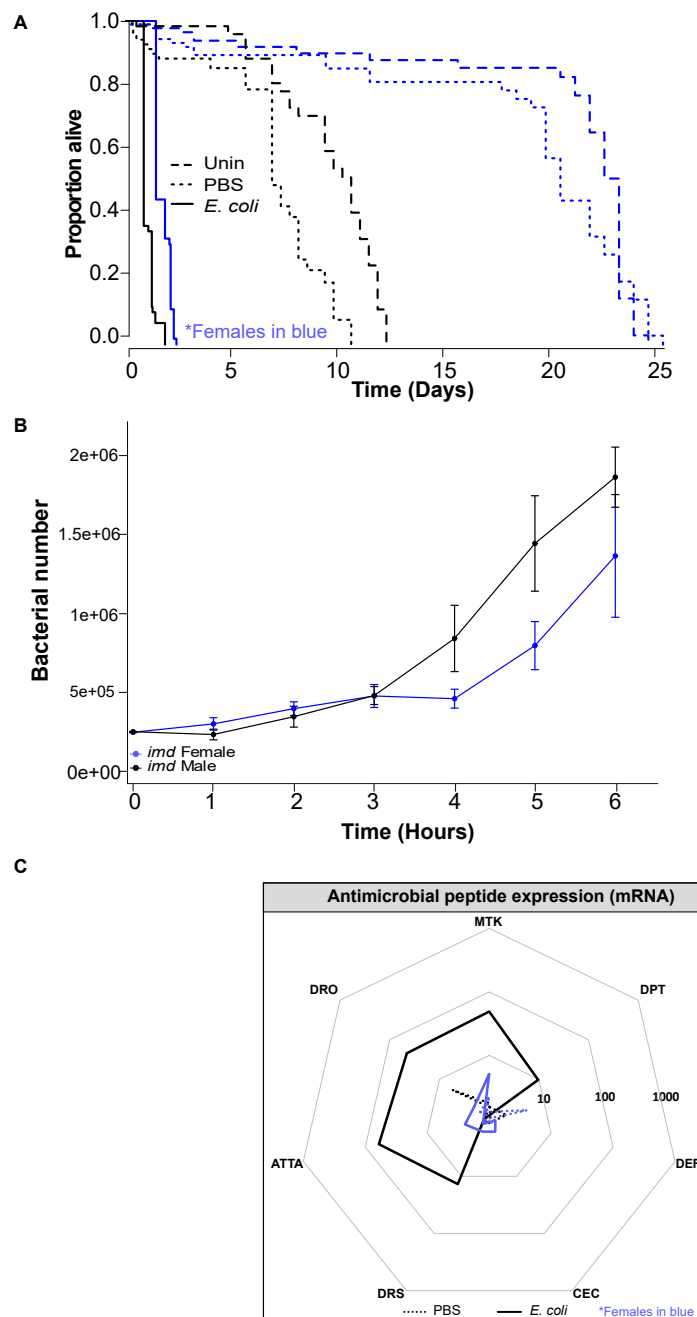 A
1.0
0.8
0.6
0.4
0.2
0.0
Proportion alive
Unin
PBS
E. coli
*Females in blue
0 5 10 15 20 25
Time (Days)
B
2e+06
1.5e+06
1e+06
5e+05
0e+00
Bacterial number
imd Female
imd Male
0 1 2 3 4 5 6
Time (Hours)
C
Antimicrobial peptide expression (mRNA)
MTK
DRO DPT
10 100 1000
ATTA DEF
DRS CEC
PBS E. coli *Females in blue